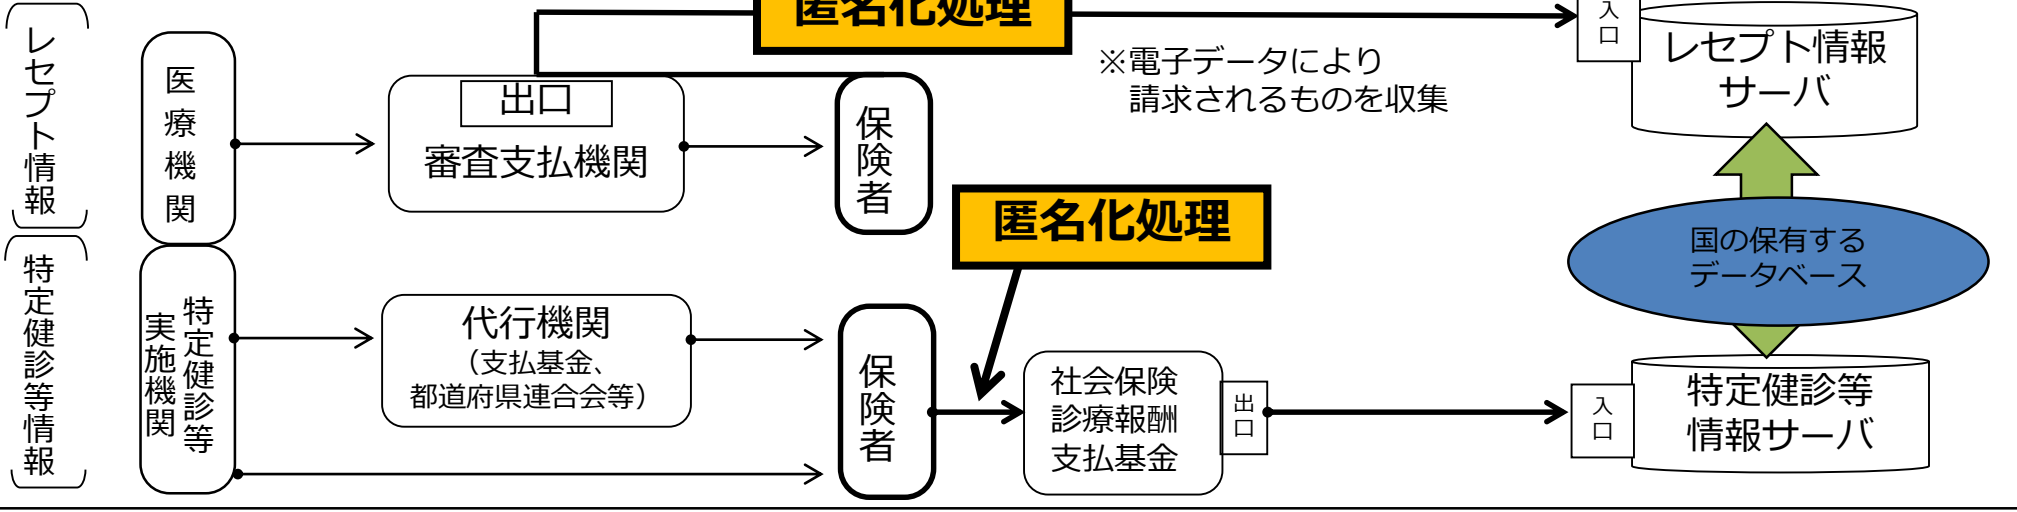 レセプト情報
医療機関
出口
審査支払機関
保険者
匿名化処理
※電子データにより
請求されるものを収集
入口
レセプト情報
サーバ
国の保有する
データベース
特定健診等情報
特定健診等
実施機関
代行機関
（支払基金、
都道府県連合会等）
保険者
匿名化処理
社会保険
診療報酬
支払基金
出口
入口
特定健診等
情報サーバ